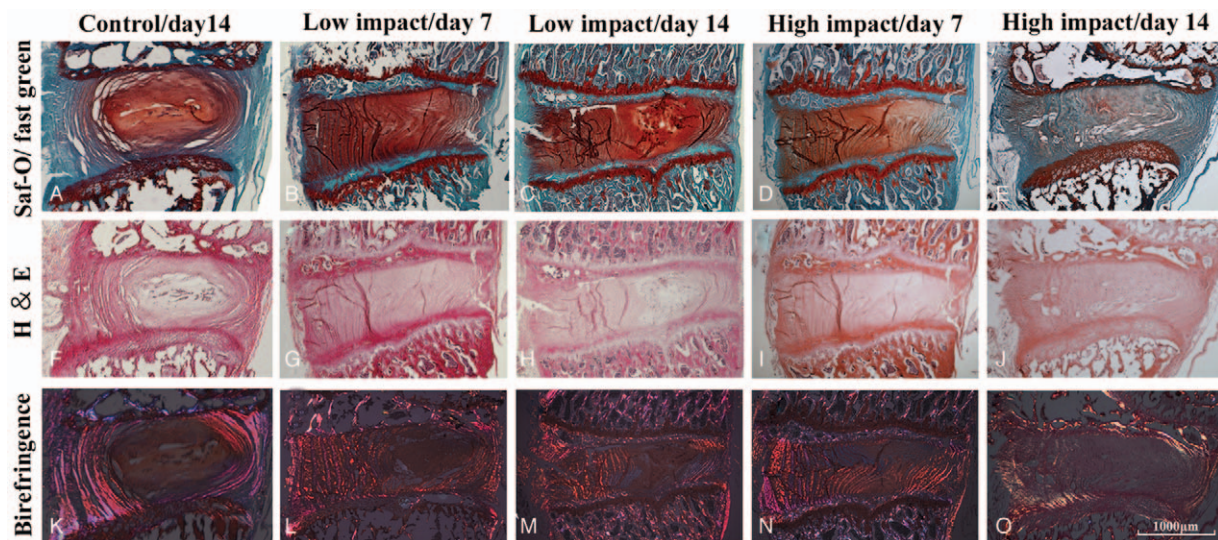 Control/day14 Low impact/day 7 Low impact/day 14 High impact/day 7 High impact/day 14
Saf-O/ fast green
A B C D E
H & E
F G H I J
Birefringence
K L M N O
1000μm